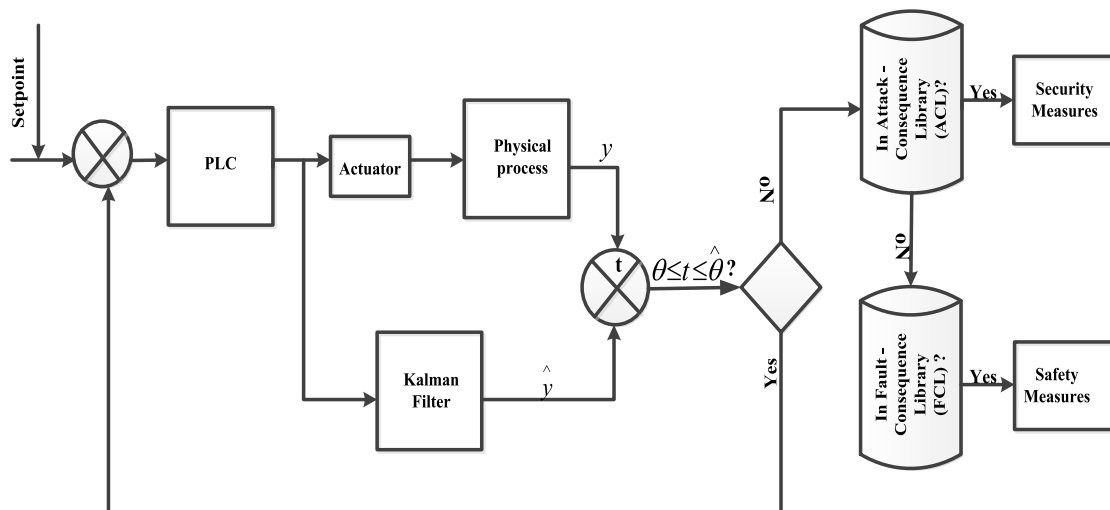 Setpoint
PLC
Actuator
Physical
process
y
t
θ≤t≤θ̂?
Kalman
Filter
ŷ
No
Yes
In Attack -
Consequence
Library
(ACL)?
Yes
Security
Measures
No
In Fault -
Consequence
Library
(FCL) ?
Yes
Safety
Measures